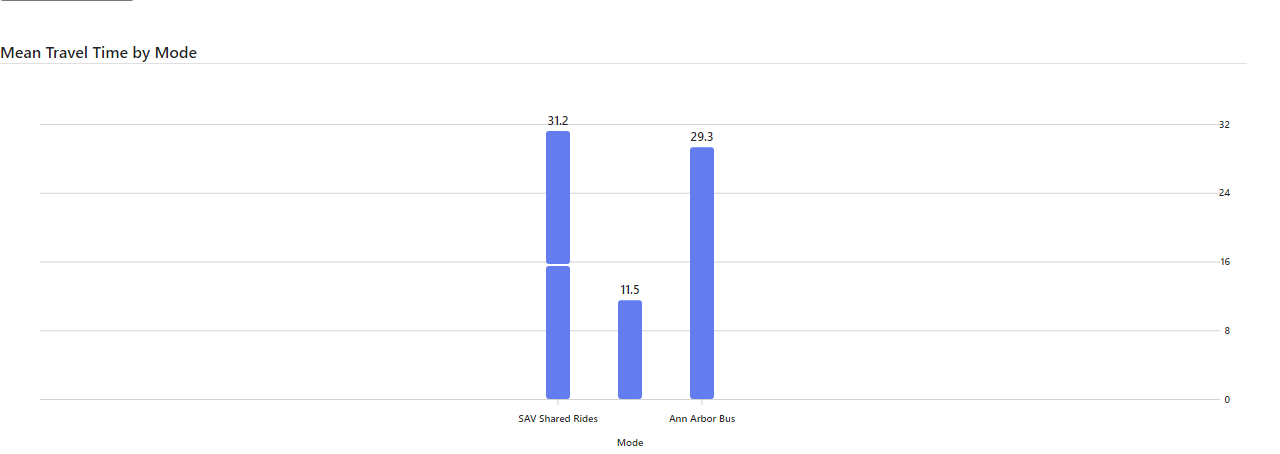 Mean Travel Time by Mode
31.2
29.3
11.5
32
24
16
8
0
SAV Shared Rides
Ann Arbor Bus
Mode